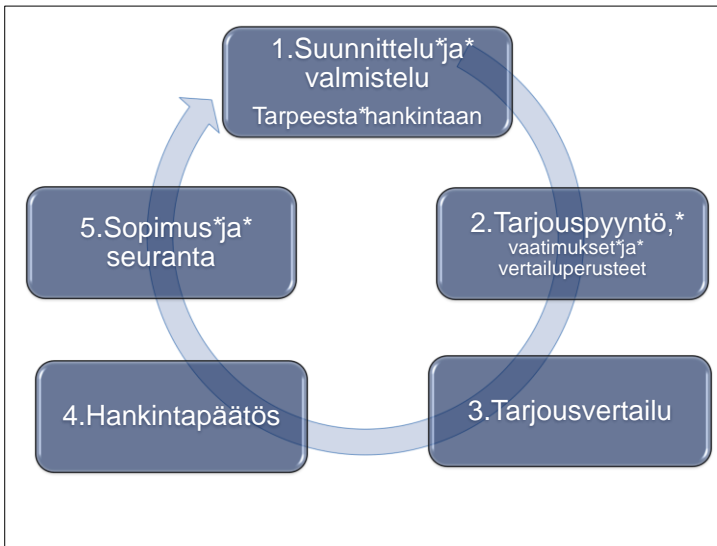 1.Suunnittelu*ja*
valmistelu
Tarpeesta*hankintaan
2.Tarjouspyyntö,*
vaatimukset*ja*
vertailuperusteet
3.Tarjousvertailu
4.Hankintapäätös
5.Sopimus*ja*
seuranta